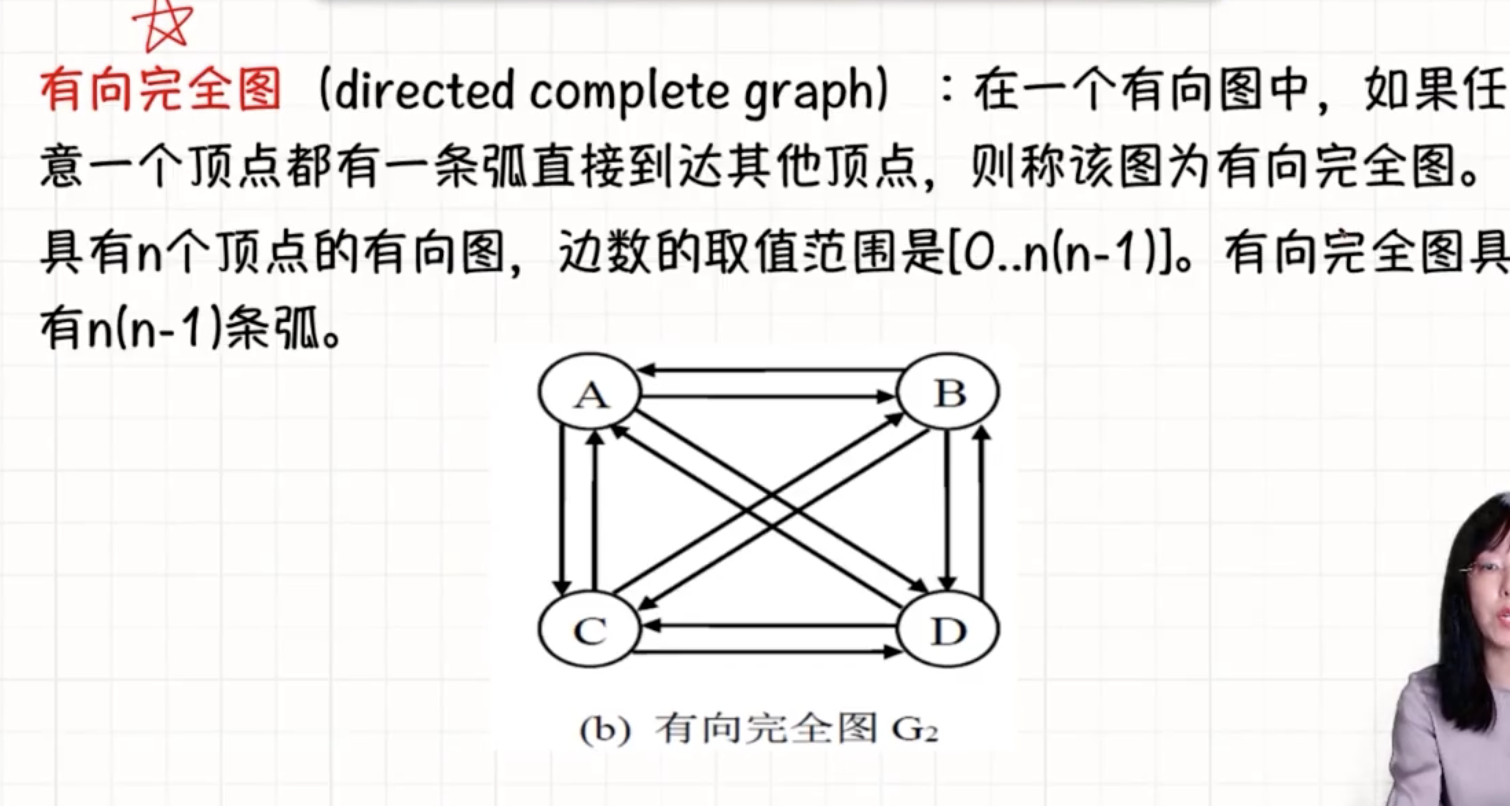 有向完全图 (directed complete graph) ：在一个有向图中，如果任
意一个顶点都有一条弧直接到达其他顶点，则称该图为有向完全图。
具有n个顶点的有向图，边数的取值范围是[0..n(n-1)]。有向完全图具
有n(n-1)条弧。
A
B
C
D
(b) 有向完全图 G₂